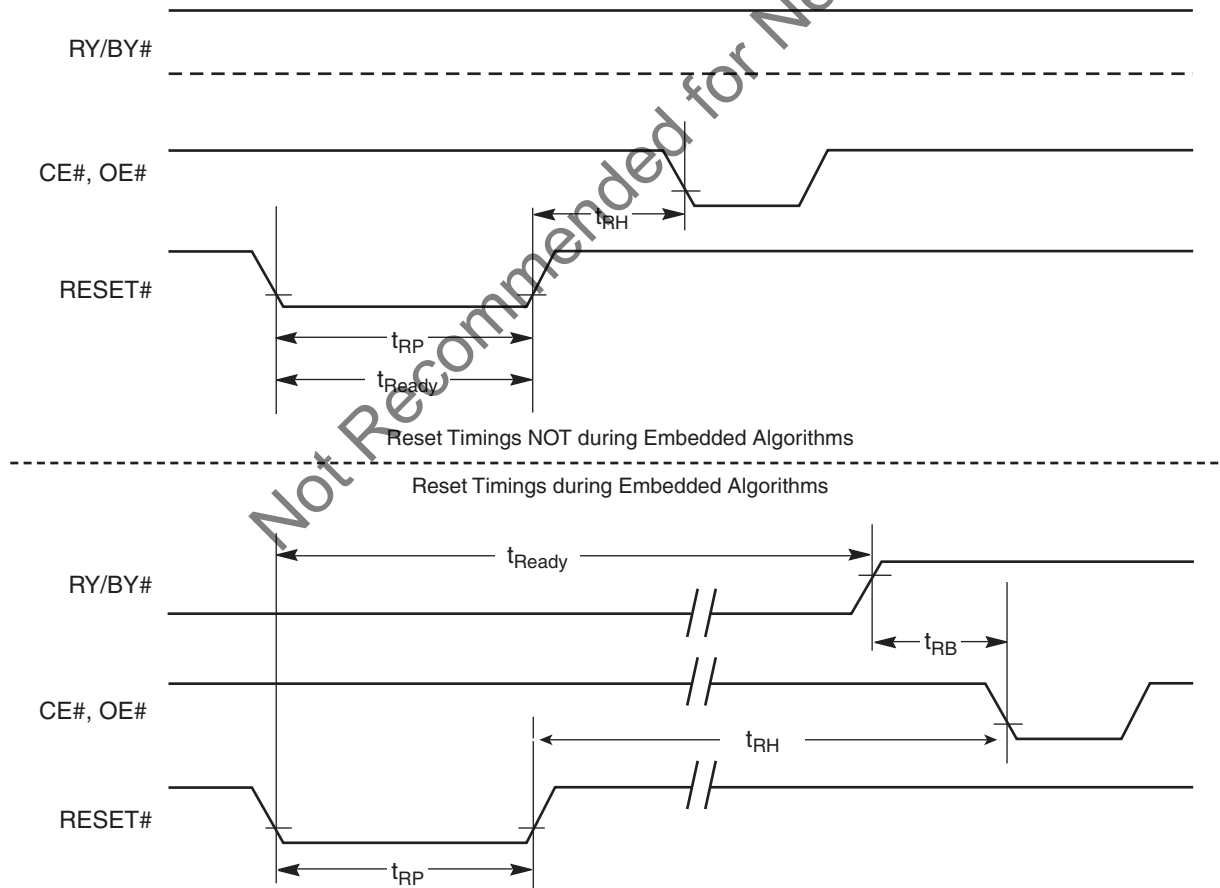 RY/BY#
CE#, OE#
tRH
RESET#
tRP
tReady
Reset Timings NOT during Embedded Algorithms
Reset Timings during Embedded Algorithms
tReady
RY/BY#
tRB
CE#, OE#
tRH
RESET#
tRP
Not Recommended for